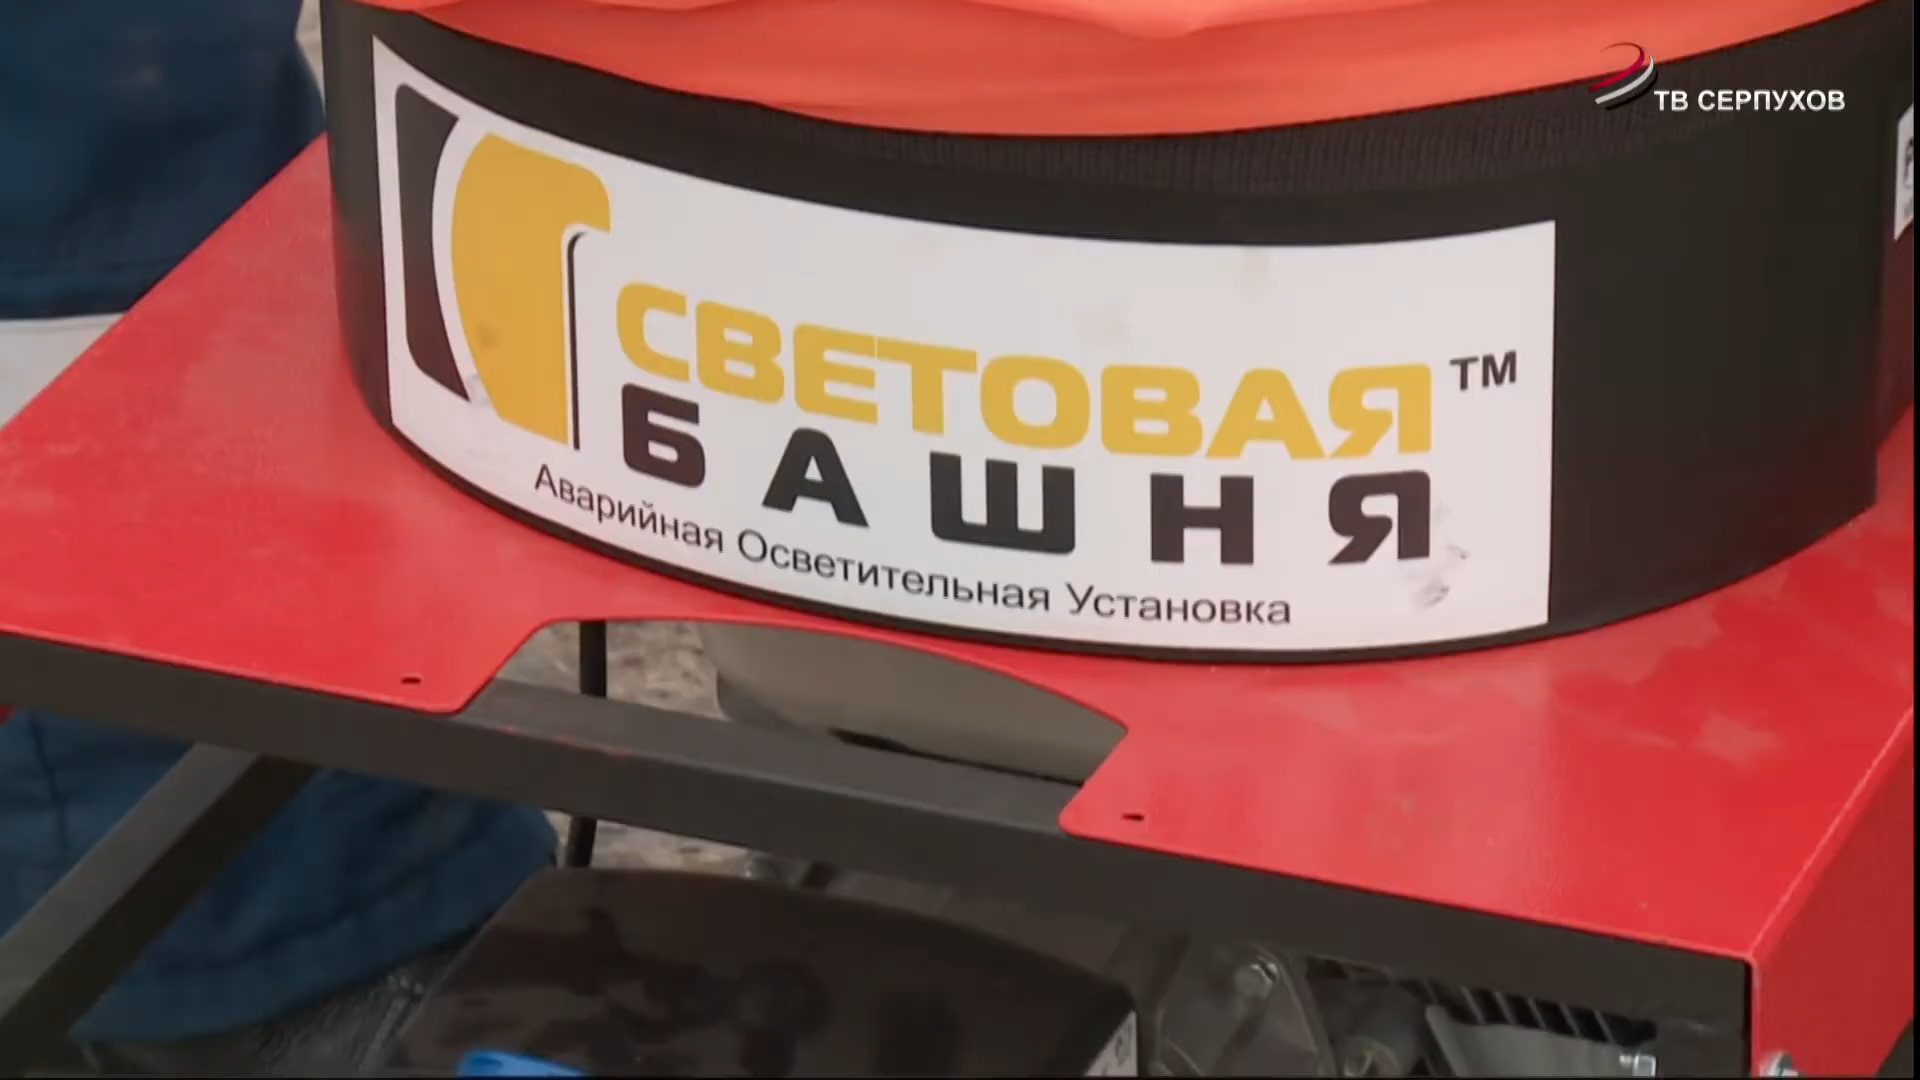 ТВ СЕРПУХОВ
СВЕТОВАЯ™
БАШНЯ
Аварийная Осветительная Установка